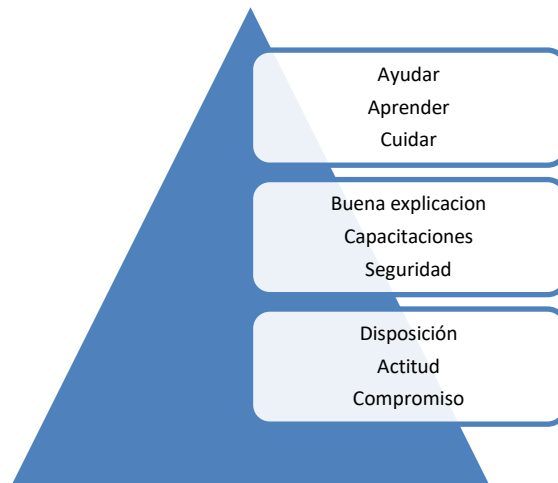 Ayudar
Aprender
Cuidar
Buena explicacion
Capacitaciones
Seguridad
Disposición
Actitud
Compromiso